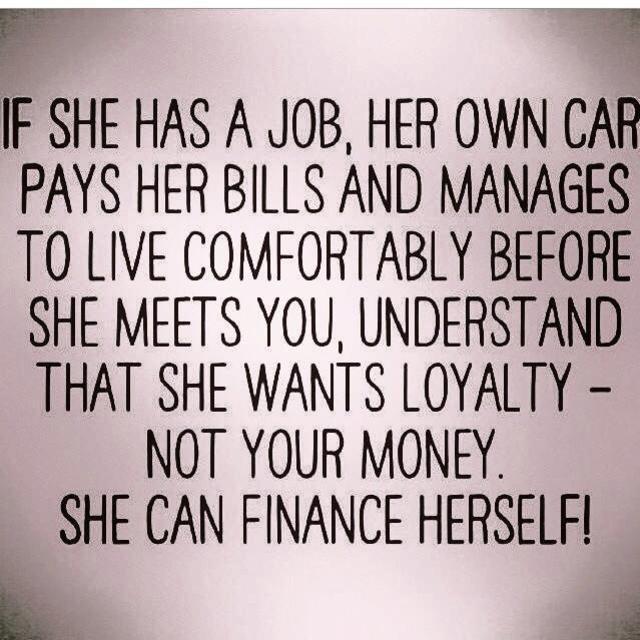 IF SHE HAS A JOB, HER OWN CAR
PAYS HER BILLS AND MANAGES
TO LIVE COMFORTABLY BEFORE
SHE MEETS YOU, UNDERSTAND
THAT SHE WANTS LOYALTY –
NOT YOUR MONEY.
SHE CAN FINANCE HERSELF!